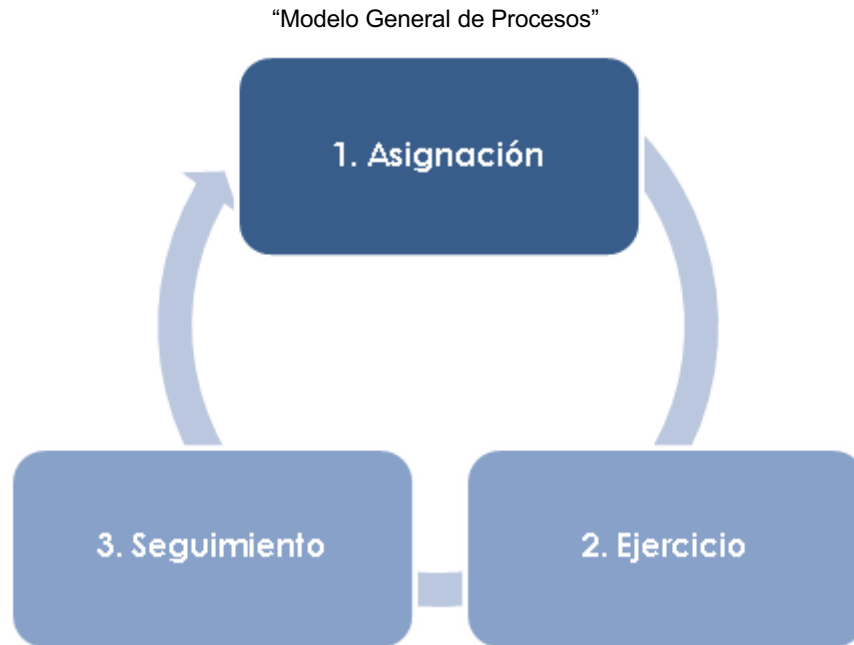 “Modelo General de Procesos”
1. Asignación
2. Ejercicio
3. Seguimiento